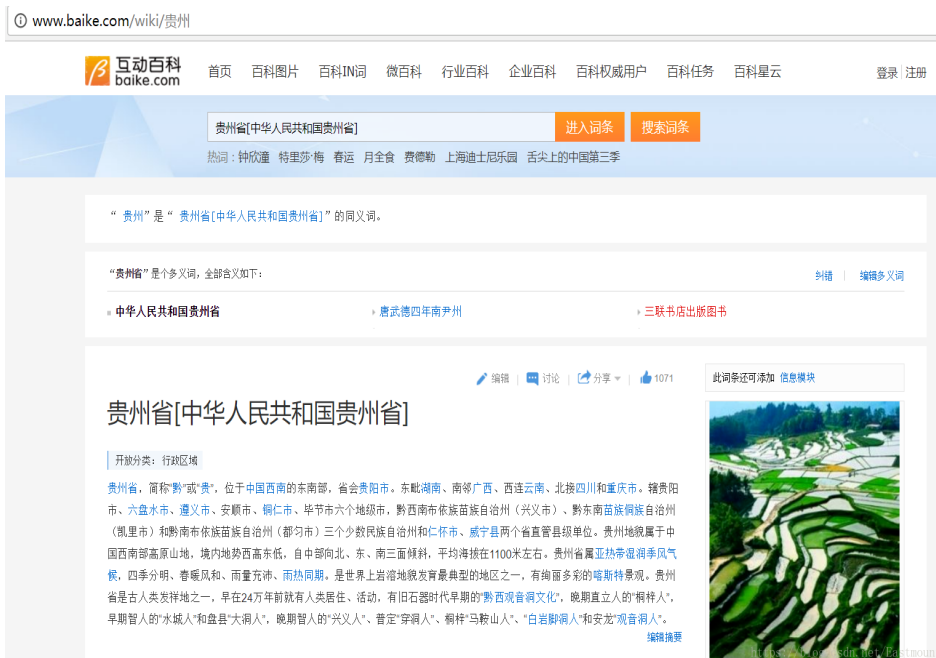 www.baike.com/wiki/贵州
互动百科
baike.com
首页 百科图片 百科IN词 微百科 行业百科 企业百科 百科权威用户 百科任务 百科星云 登录 注册
贵州省[中华人民共和国贵州省] 进入词条 搜索词条
热词：钟欣潼 特里莎·梅 春运 月全食 费德勒 上海迪士尼乐园 舌尖上的中国第三季
“ 贵州”是“ 贵州省[中华人民共和国贵州省]”的同义词。
“贵州省”是个多义词，全部含义如下： 纠错 编辑多义词
中华人民共和国贵州省 唐武德四年南尹州 三联书店出版图书
编辑 讨论 分享 1071 此词条还可添加 信息模块
贵州省[中华人民共和国贵州省]
开放分类： 行政区域
贵州省，简称“黔”或“贵”，位于中国西南的东南部，省会贵阳市。东毗湖南、南邻广西、西连云南、北接四川和重庆市。辖贵阳
市、六盘水市、遵义市、安顺市、铜仁市、毕节市六个地级市，黔西南布依族苗族自治州（兴义市）、黔东南苗族侗族自治州
（凯里市）和黔南布依族苗族自治州（都匀市）三个少数民族自治州和仁怀市、威宁县两个省直管县级单位。贵州地貌属于中
国西南部高原山地，境内地势西高东低，自中部向北、东、南三面倾斜，平均海拔在1100米左右。贵州省属亚热带湿润季风气
候，四季分明、春暖风和、雨量充沛、雨热同期。是世界上岩溶地貌发育最典型的地区之一，有绚丽多彩的喀斯特景观。贵州
省是古人类发祥地之一，早在24万年前就有人类居住、活动，有旧石器时代早期的“黔西观音洞文化”，晚期直立人的“桐梓人”，
早期智人的“水城人”和盘县“大洞人”，晚期智人的“兴义人”、普定“穿洞人”、桐梓“马鞍山人”、“白岩脚洞人”和安龙“观音洞人”。
编辑摘要
https://blog.csdn.net/Eastmount